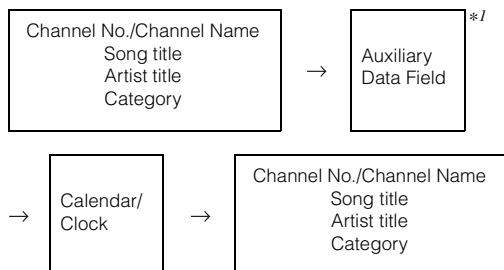 Channel No./Channel Name
Song title
Artist title
Category
→
Auxiliary
Data Field
*1
→
Calendar/
Clock
→
Channel No./Channel Name
Song title
Artist title
Category